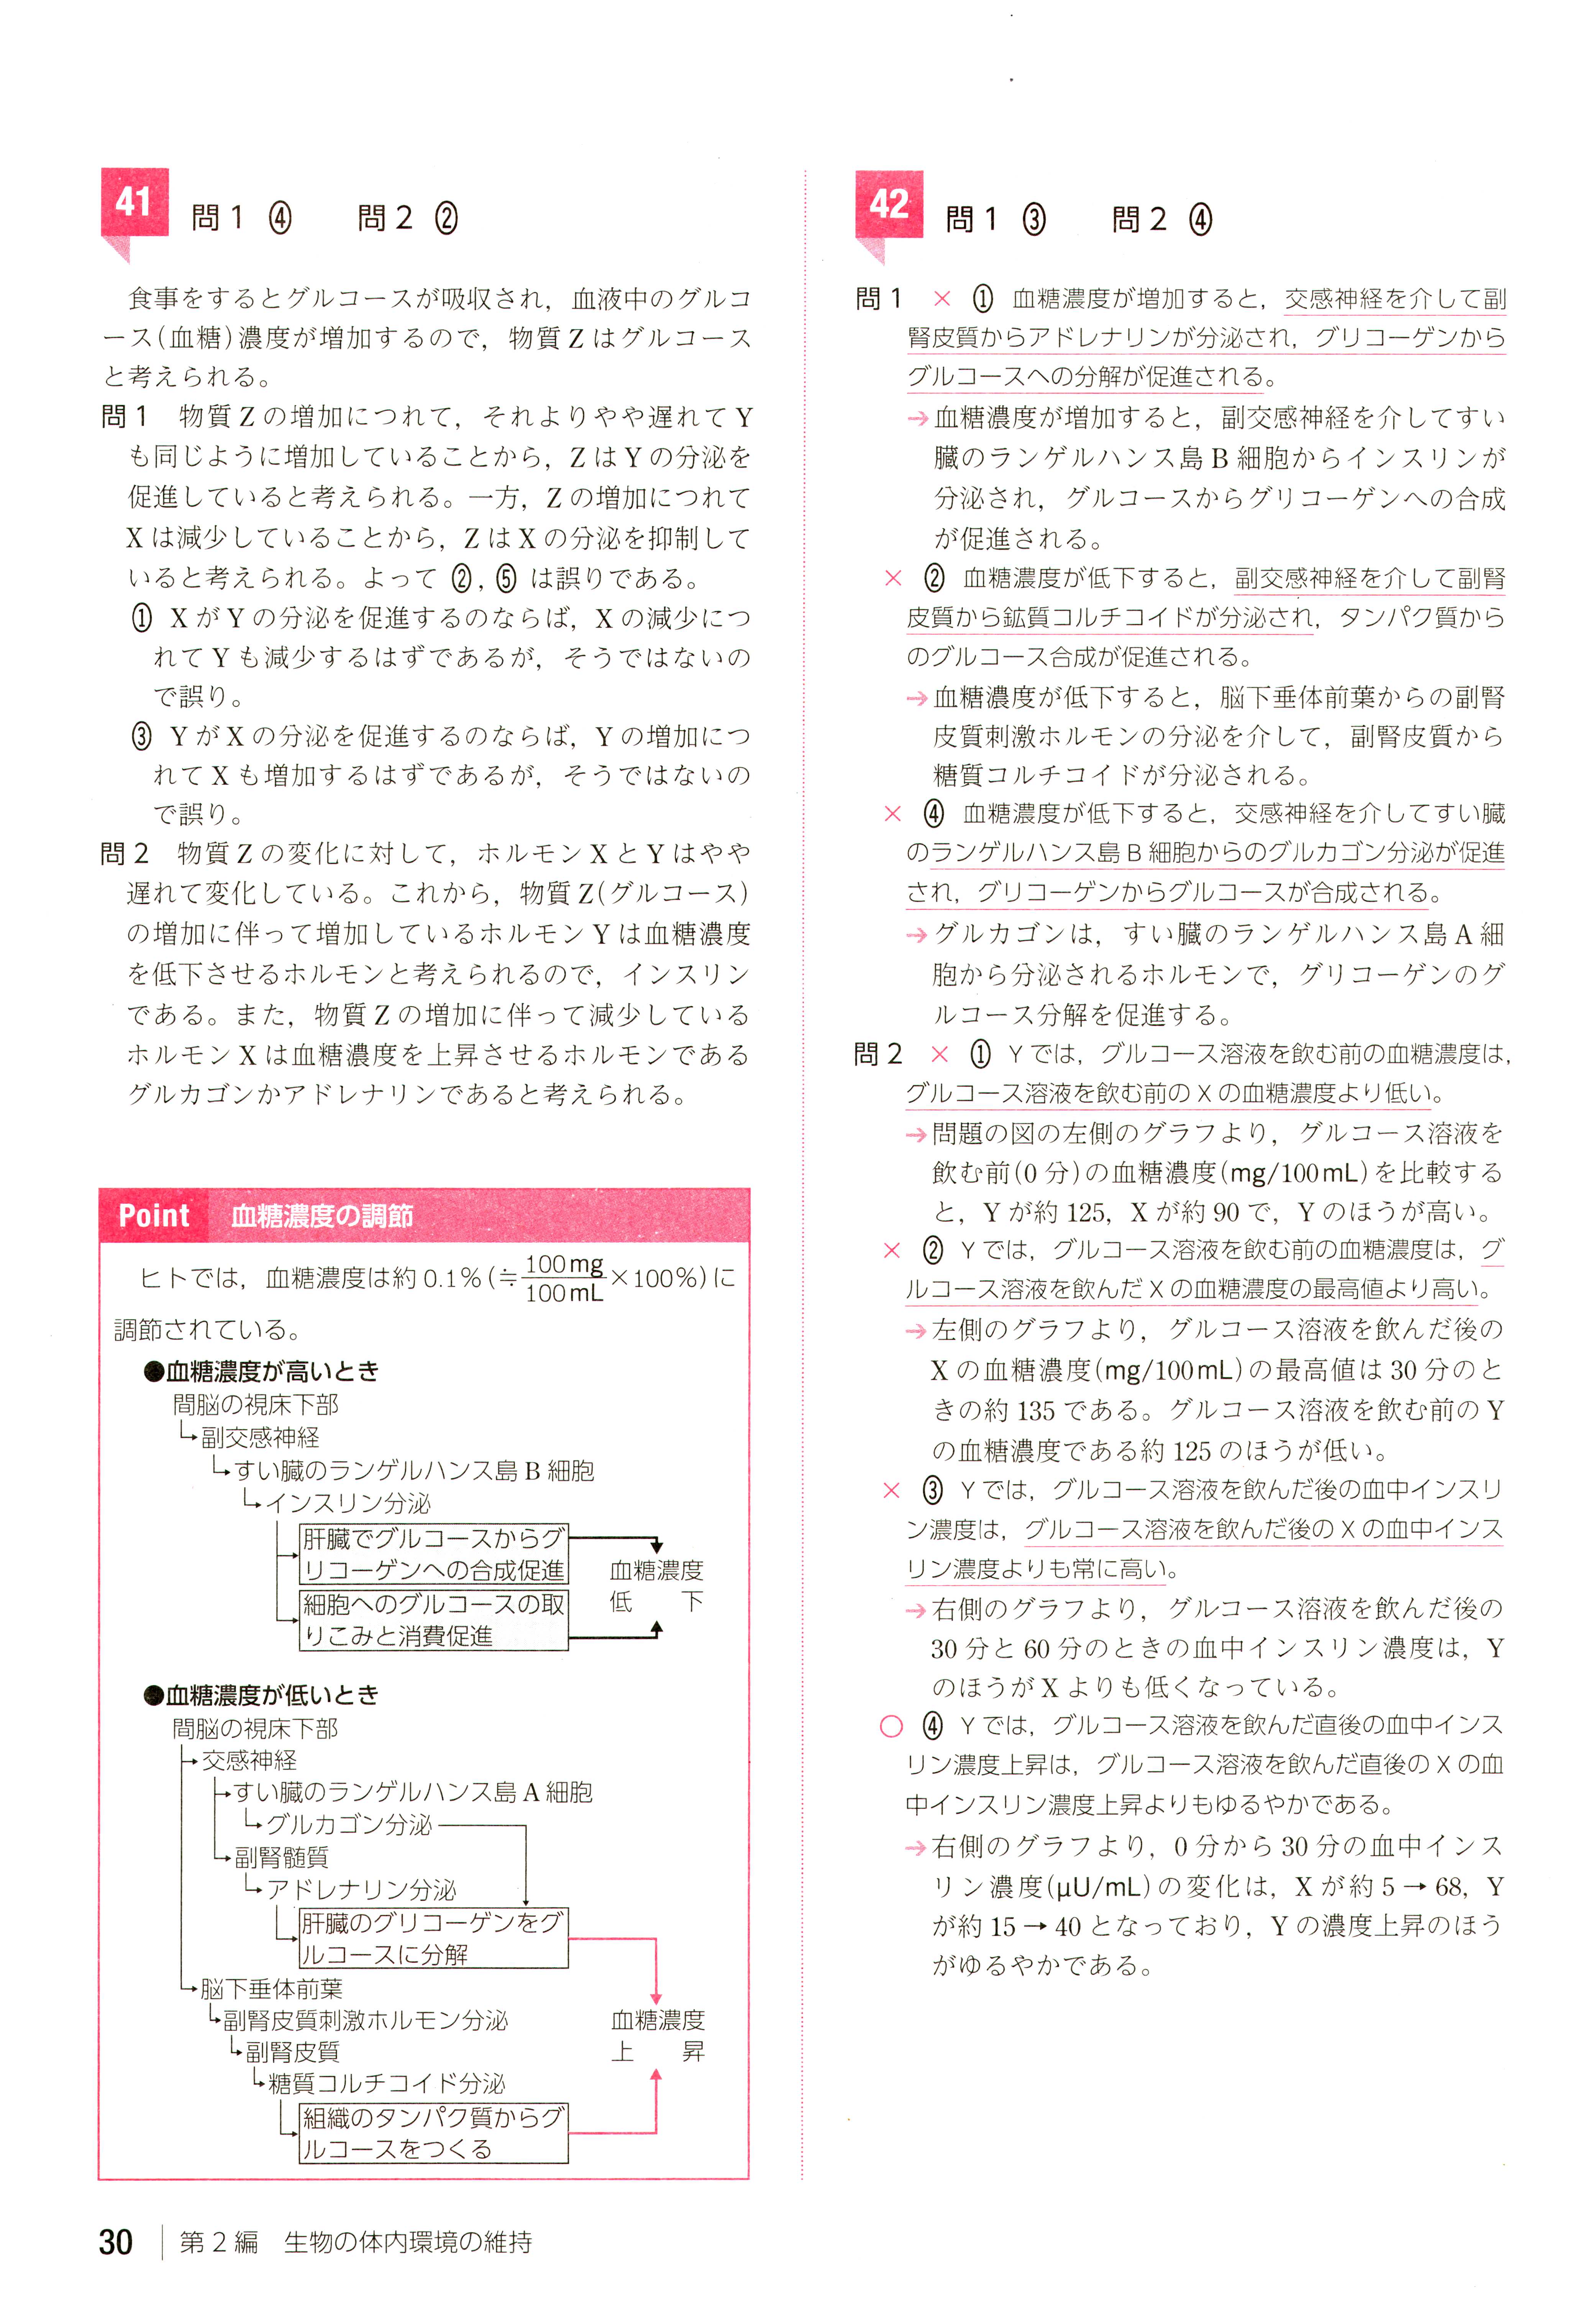 41 問1 ④ 問2 ②
食事をするとグルコースが吸収され，血液中のグルコ
ース(血糖)濃度が増加するので，物質Zはグルコース
と考えられる。
問1 物質Zの増加につれて，それよりやや遅れてY
も同じように増加していることから，ZはYの分泌を
促進していると考えられる。一方，Zの増加につれて
Xは減少していることから，ZはXの分泌を抑制して
いると考えられる。よって②，⑤は誤りである。
① XがYの分泌を促進するのならば，Xの減少につ
れてYも減少するはずであるが，そうではないの
で誤り。
③ YがXの分泌を促進するのならば，Yの増加につ
れてXも増加するはずであるが，そうではないの
で誤り。
問2 物質Zの変化に対して，ホルモンXとYはやや
遅れて変化している。これから，物質Z(グルコース)
の増加に伴って増加しているホルモンYは血糖濃度
を低下させるホルモンと考えられるので，インスリン
である。また，物質Zの増加に伴って減少している
ホルモンXは血糖濃度を上昇させるホルモンである
グルカゴンかアドレナリンであると考えられる。
Point 血糖濃度の調節
ヒトでは，血糖濃度は約0.1%(≒100mg/100mL×100%)に
調節されている。
●血糖濃度が高いとき
間脳の視床下部
↳副交感神経
↳すい臓のランゲルハンス島B細胞
↳インスリン分泌
肝臓でグルコースからグ
リコーゲンへの合成促進
細胞へのグルコースの取
りこみと消費促進
血糖濃度
低 下
●血糖濃度が低いとき
間脳の視床下部
→交感神経
→すい臓のランゲルハンス島A細胞
↳グルカゴン分泌
→副腎髄質
↳アドレナリン分泌
肝臓のグリコーゲンをグ
ルコースに分解
→脳下垂体前葉
↳副腎皮質刺激ホルモン分泌
↳副腎皮質
↳糖質コルチコイド分泌
組織のタンパク質からグ
ルコースをつくる
血糖濃度
上 昇
42 問1 ③ 問2 ④
問1 × ① 血糖濃度が増加すると，交感神経を介して副
腎皮質からアドレナリンが分泌され，グリコーゲンから
グルコースへの分解が促進される。
→血糖濃度が増加すると，副交感神経を介してすい
臓のランゲルハンス島B細胞からインスリンが
分泌され，グルコースからグリコーゲンへの合成
が促進される。
× ② 血糖濃度が低下すると，副交感神経を介して副腎
皮質から鉱質コルチコイドが分泌され，タンパク質から
のグルコース合成が促進される。
→血糖濃度が低下すると，脳下垂体前葉からの副腎
皮質刺激ホルモンの分泌を介して，副腎皮質から
糖質コルチコイドが分泌される。
× ④ 血糖濃度が低下すると，交感神経を介してすい臓
のランゲルハンス島B細胞からのグルカゴン分泌が促進
され，グリコーゲンからグルコースが合成される。
→グルカゴンは，すい臓のランゲルハンス島A細
胞から分泌されるホルモンで，グリコーゲンのグ
ルコース分解を促進する。
問2 × ① Yでは，グルコース溶液を飲む前の血糖濃度は，
グルコース溶液を飲む前のXの血糖濃度より低い。
→問題の図の左側のグラフより，グルコース溶液を
飲む前(0分)の血糖濃度(mg/100mL)を比較する
と，Yが約125，Xが約90で，Yのほうが高い。
× ② Yでは，グルコース溶液を飲む前の血糖濃度は，グ
ルコース溶液を飲んだXの血糖濃度の最高値より高い。
→左側のグラフより，グルコース溶液を飲んだ後の
Xの血糖濃度(mg/100mL)の最高値は30分のと
きの約135である。グルコース溶液を飲む前のY
の血糖濃度である約125のほうが低い。
× ③ Yでは，グルコース溶液を飲んだ後の血中インスリ
ン濃度は，グルコース溶液を飲んだ後のXの血中インス
リン濃度よりも常に高い。
→右側のグラフより，グルコース溶液を飲んだ後の
30分と60分のときの血中インスリン濃度は，Y
のほうがXよりも低くなっている。
○ ④ Yでは，グルコース溶液を飲んだ直後の血中インス
リン濃度上昇は，グルコース溶液を飲んだ直後のXの血
中インスリン濃度上昇よりもゆるやかである。
→右側のグラフより，0分から30分の血中インス
リン濃度(μU/mL)の変化は，Xが約5→68，Y
が約15→40となっており，Yの濃度上昇のほう
がゆるやかである。
30 第2編 生物の体内環境の維持